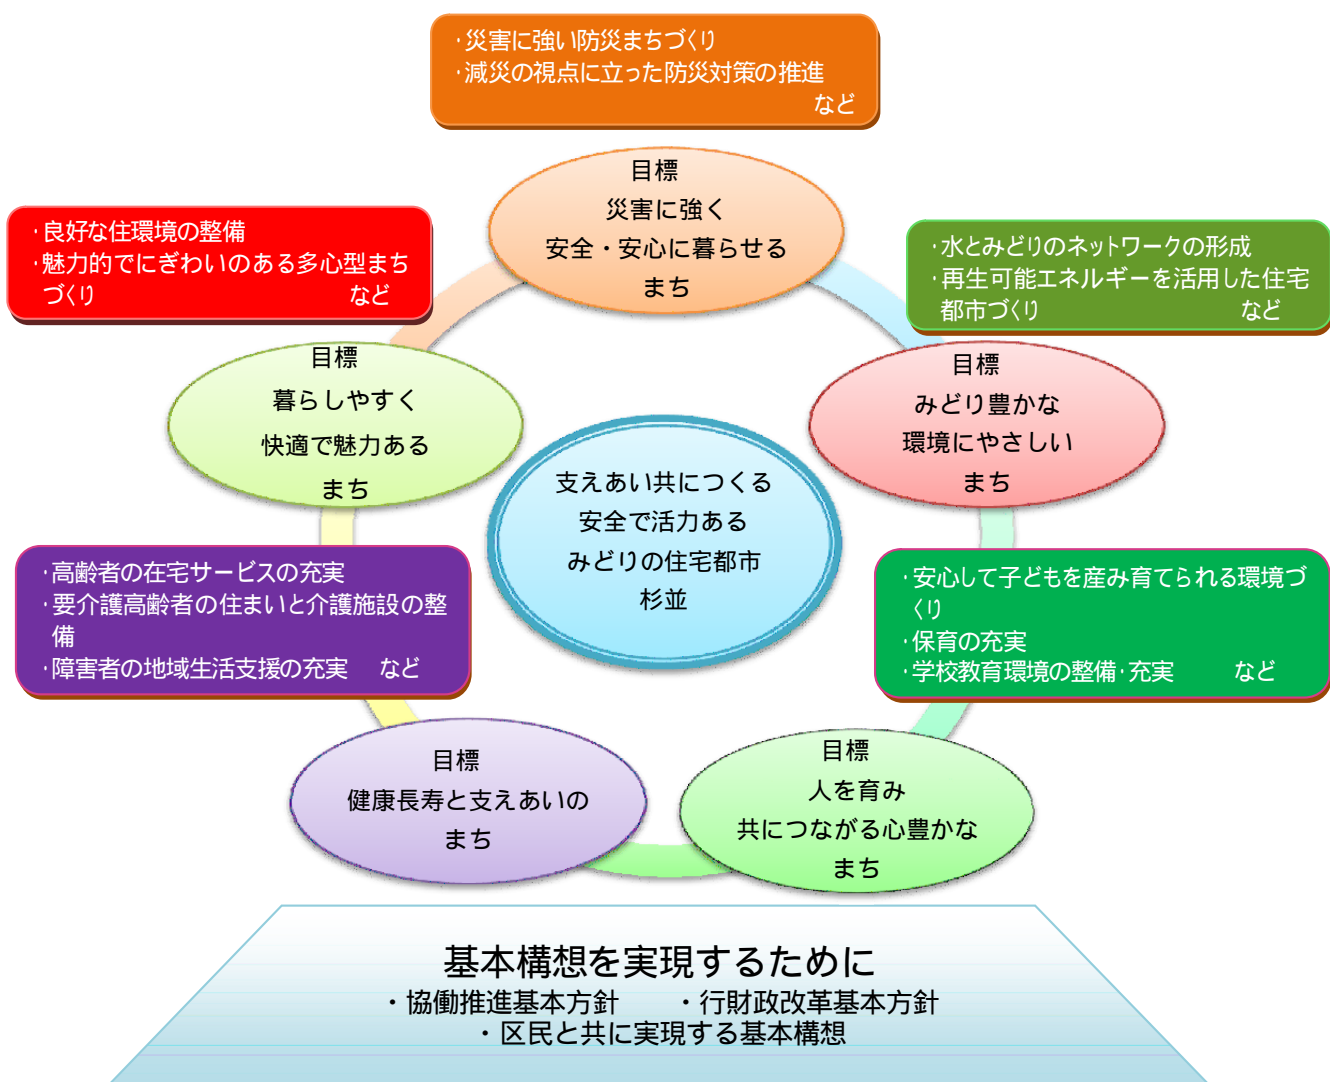 ・災害に強い防災まちづくり
・減災の視点に立った防災対策の推進
など
目標
災害に強く
安全・安心に暮らせる
まち
・良好な住環境の整備
・魅力的でにぎわいのある多心型まち
づくり など
・水とみどりのネットワークの形成
・再生可能エネルギーを活用した住宅
都市づくり など
目標
暮らしやすく
快適で魅力ある
まち
目標
みどり豊かな
環境にやさしい
まち
支えあい共につくる
安全で活力ある
みどりの住宅都市
杉並
・高齢者の在宅サービスの充実
・要介護高齢者の住まいと介護施設の整
備
・障害者の地域生活支援の充実 など
・安心して子どもを産み育てられる環境づ
くり
・保育の充実
・学校教育環境の整備・充実 など
目標
健康長寿と支えあいの
まち
目標
人を育み
共につながる心豊かな
まち
基本構想を実現するために
・協働推進基本方針 ・行財政改革基本方針
・区民と共に実現する基本構想